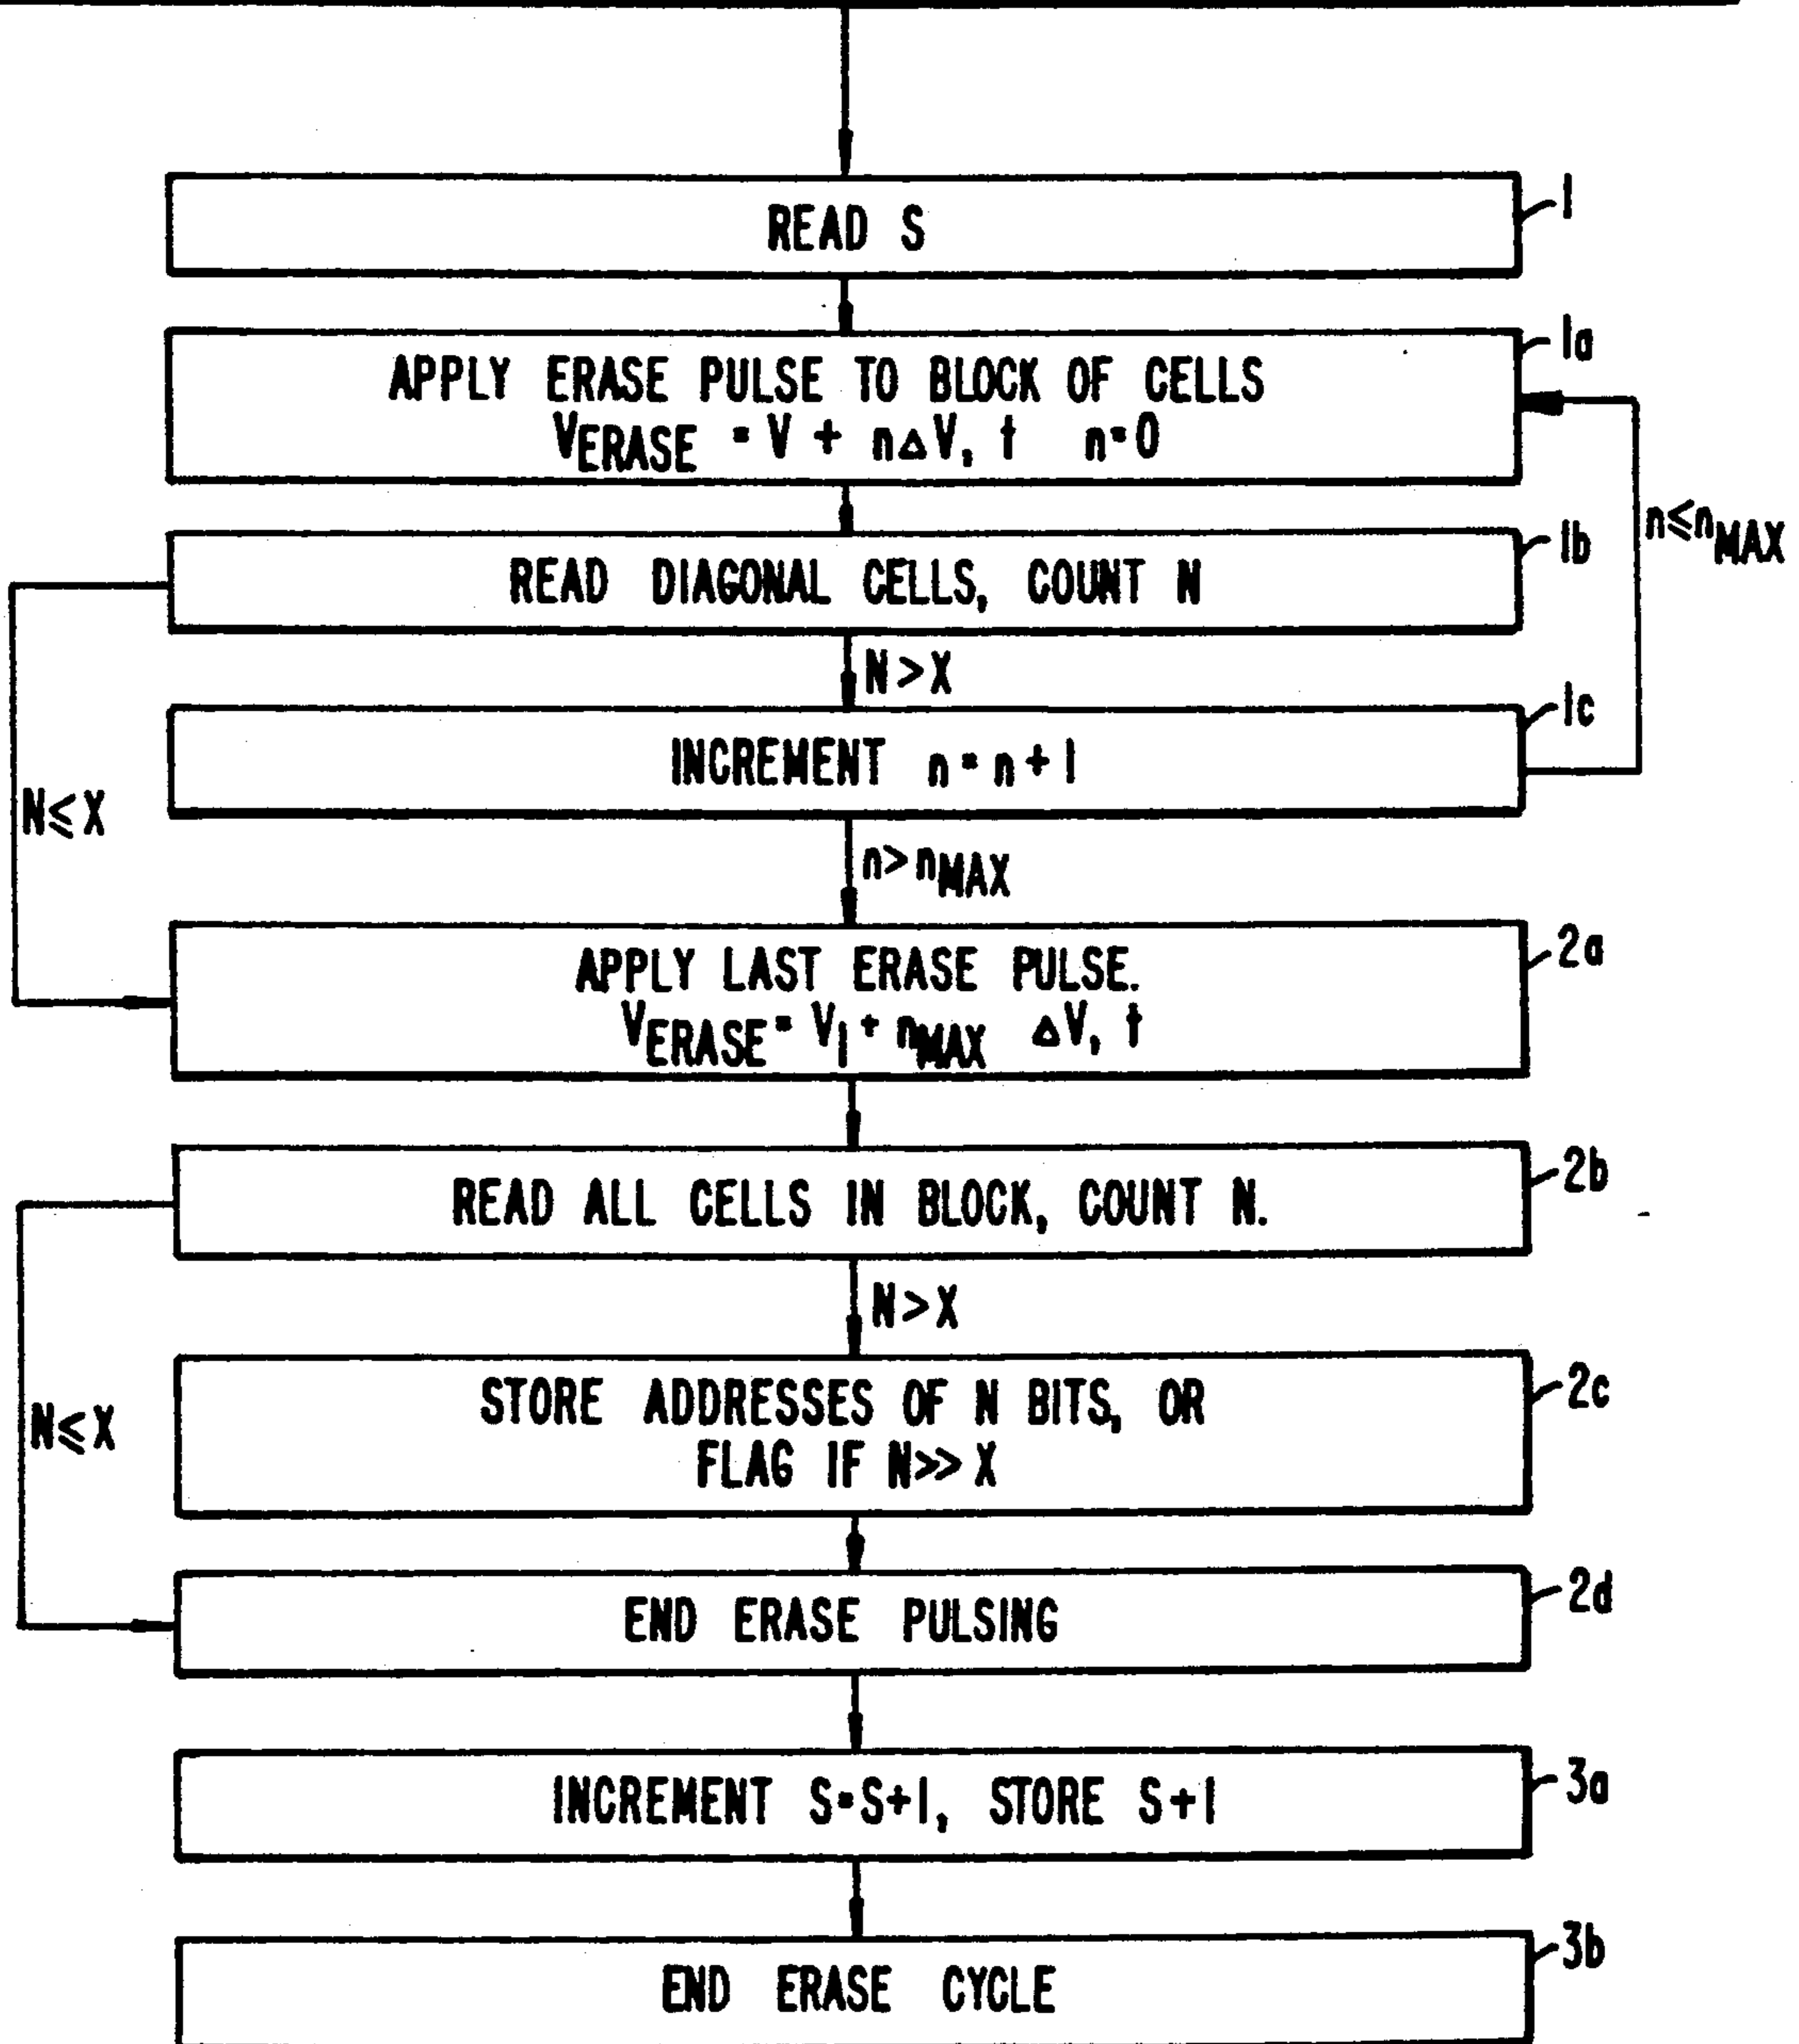 READ S
1
APPLY ERASE PULSE TO BLOCK OF CELLS
VERASE = V + n△V, t n=0
1a
READ DIAGONAL CELLS, COUNT N
1b
n≤nMAX
N>X
INCREMENT n=n+1
1c
N≤X
n>nMAX
APPLY LAST ERASE PULSE.
VERASE= V1+ nMAX △V, t
2a
READ ALL CELLS IN BLOCK, COUNT N.
2b
N>X
STORE ADDRESSES OF N BITS, OR
FLAG IF N>>X
2c
N≤X
END ERASE PULSING
2d
INCREMENT S=S+1, STORE S+1
3a
END ERASE CYCLE
3b